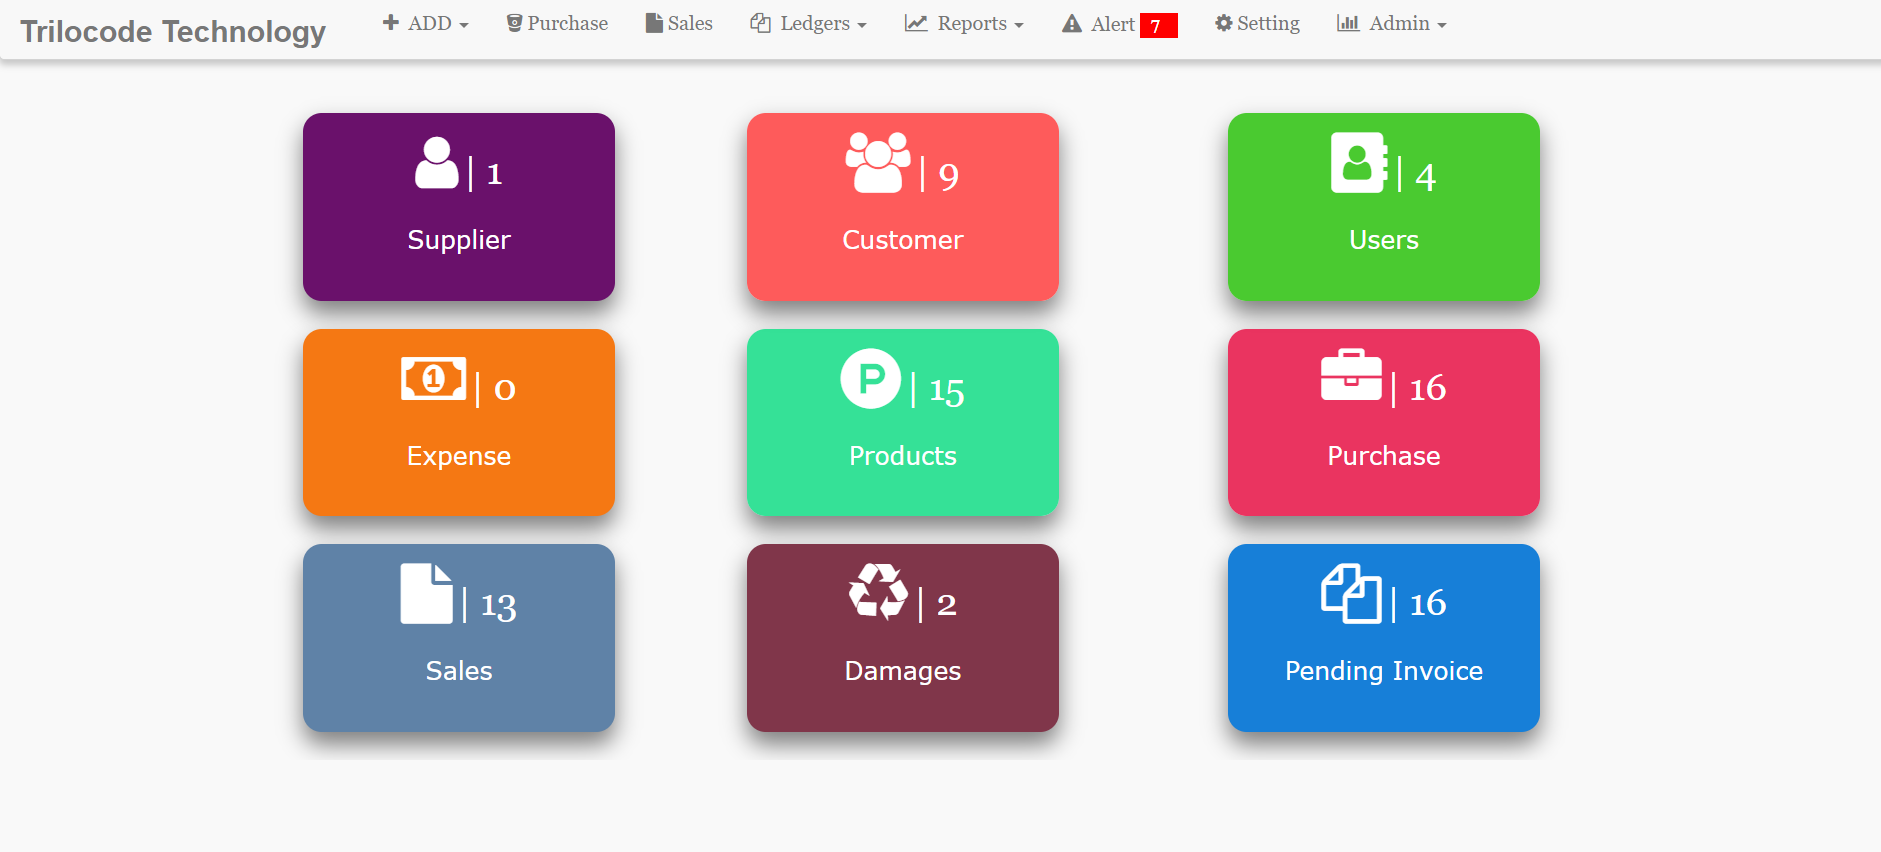 Trilocode Technology ADD Purchase Sales Ledgers Reports Alert 7 Setting Admin
| 1
Supplier
| 9
Customer
| 4
Users
1 | 0
Expense
P | 15
Products
| 16
Purchase
| 13
Sales
| 2
Damages
| 16
Pending Invoice